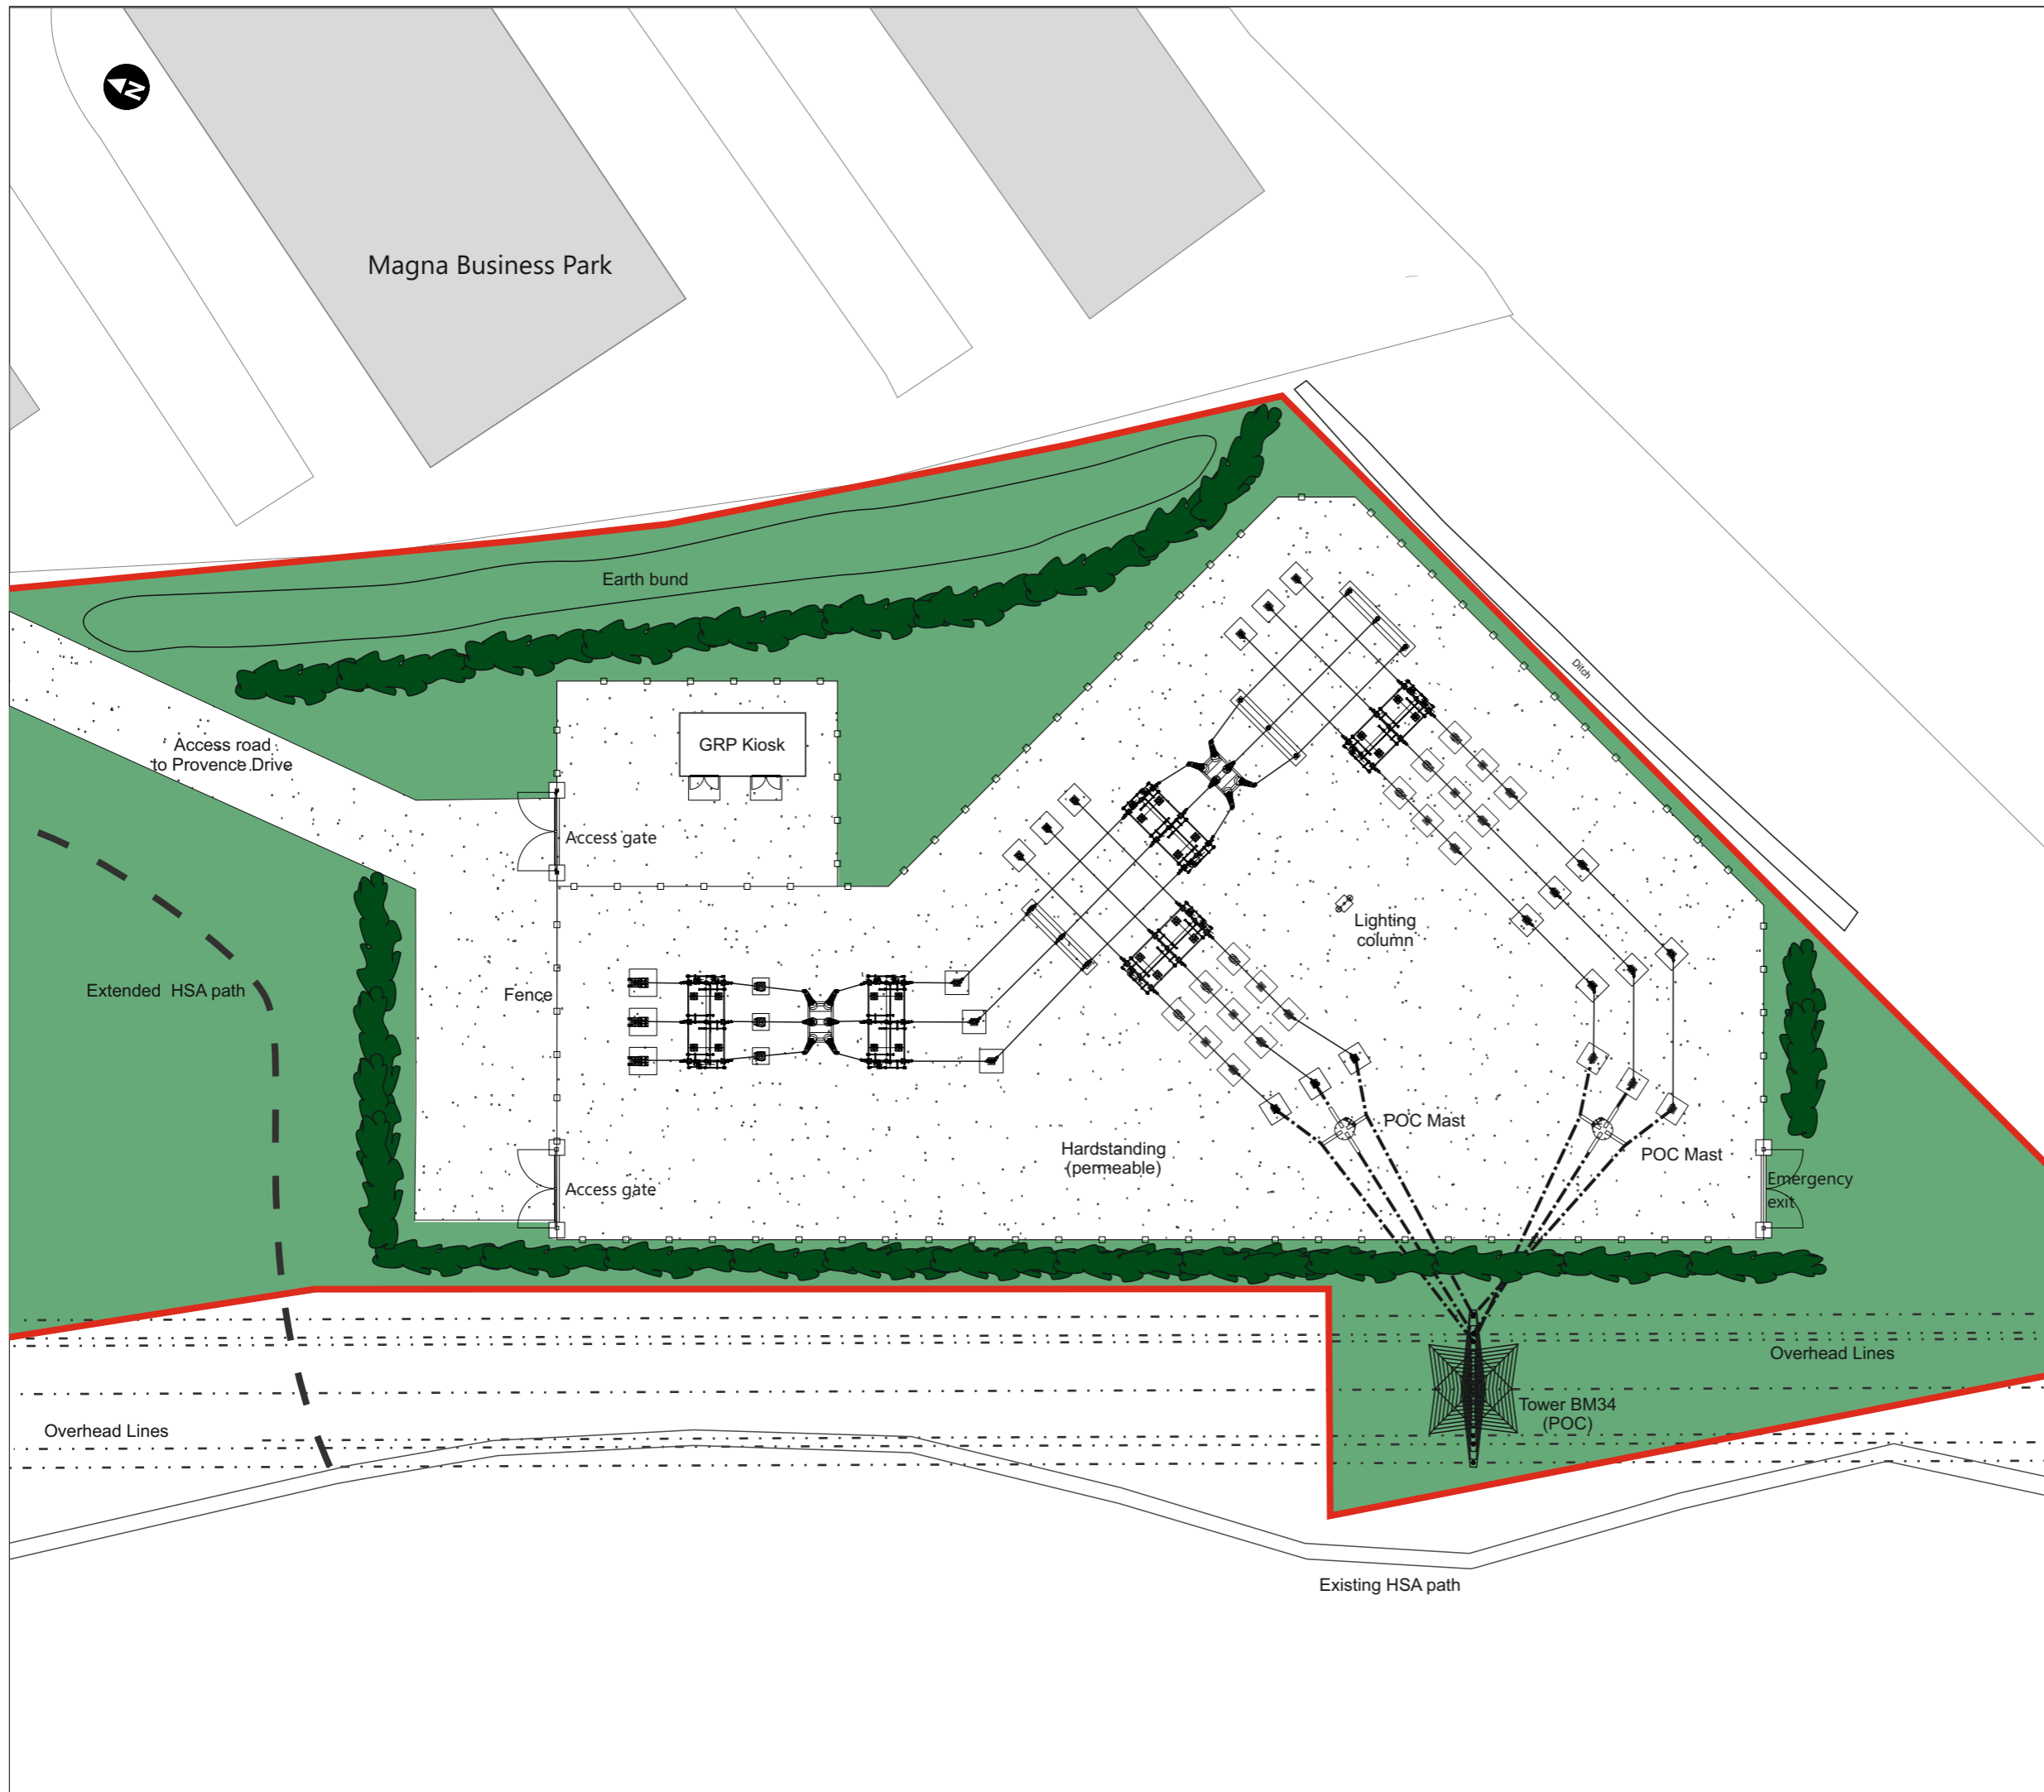 N
Magna Business Park
Earth bund
Ditch
GRP Kiosk
Access road
to Provence Drive
Access gate
Lighting
column
Extended HSA path
Fence
POC Mast
Hardstanding
(permeable)
POC Mast
Access gate
Emergency
exit
Overhead Lines
Tower BM34
(POC)
Overhead Lines
Existing HSA path